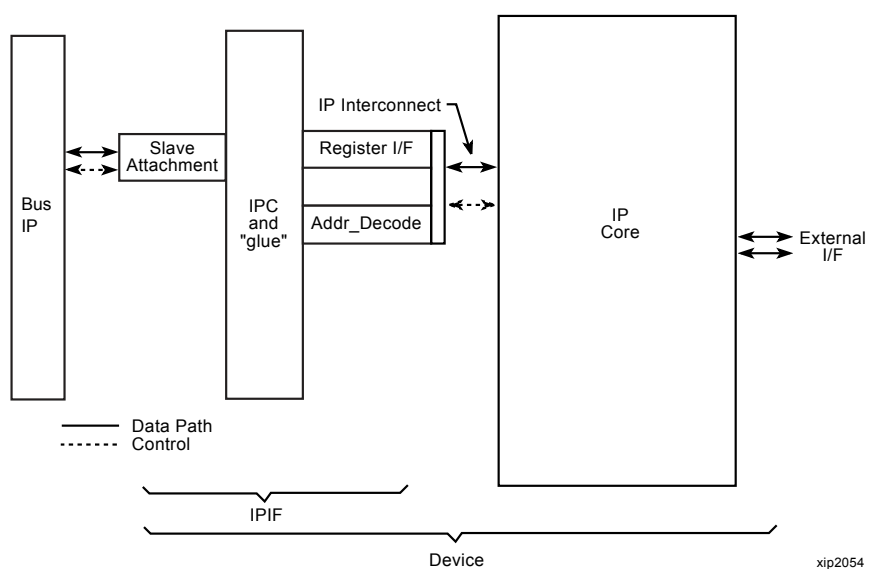 IP Interconnect
Slave
Attachment
Register I/F
Bus
IP
IPC
and
"glue"
Addr_Decode
IP
Core
External
I/F
Data Path
Control
IPIF
Device
xip2054